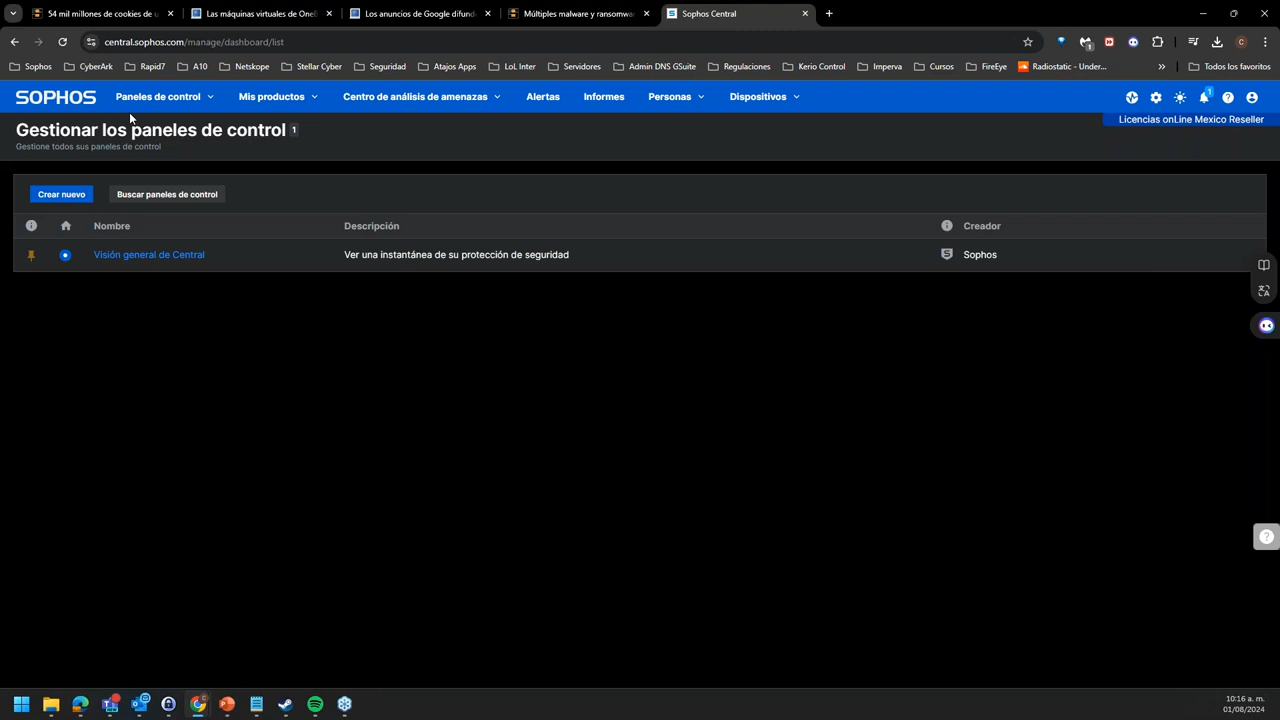 54 mil millones de cookies de u
Las máquinas virtuales de OneD
Los anuncios de Google difund
Múltiples malware y ransomwa
Sophos Central
central.sophos.com/manage/dashboard/list
Sophos
CyberArk
Rapid7
A10
Netskope
Stellar Cyber
Seguridad
Atajos Apps
LoL Inter
Servidores
Admin DNS GSuite
Regulaciones
Kerio Control
Imperva
Cursos
FireEye
Radiostatic - Under...
»
Todos los favoritos
SOPHOS
Paneles de control
Mis productos
Centro de análisis de amenazas
Alertas
Informes
Personas
Dispositivos
1
Licencias onLine Mexico Reseller
Gestionar los paneles de control 1
Gestione todos sus paneles de control
Crear nuevo
Buscar paneles de control
Nombre
Descripción
Creador
Visión general de Central
Ver una instantánea de su protección de seguridad
Sophos
10:16 a. m.
01/08/2024